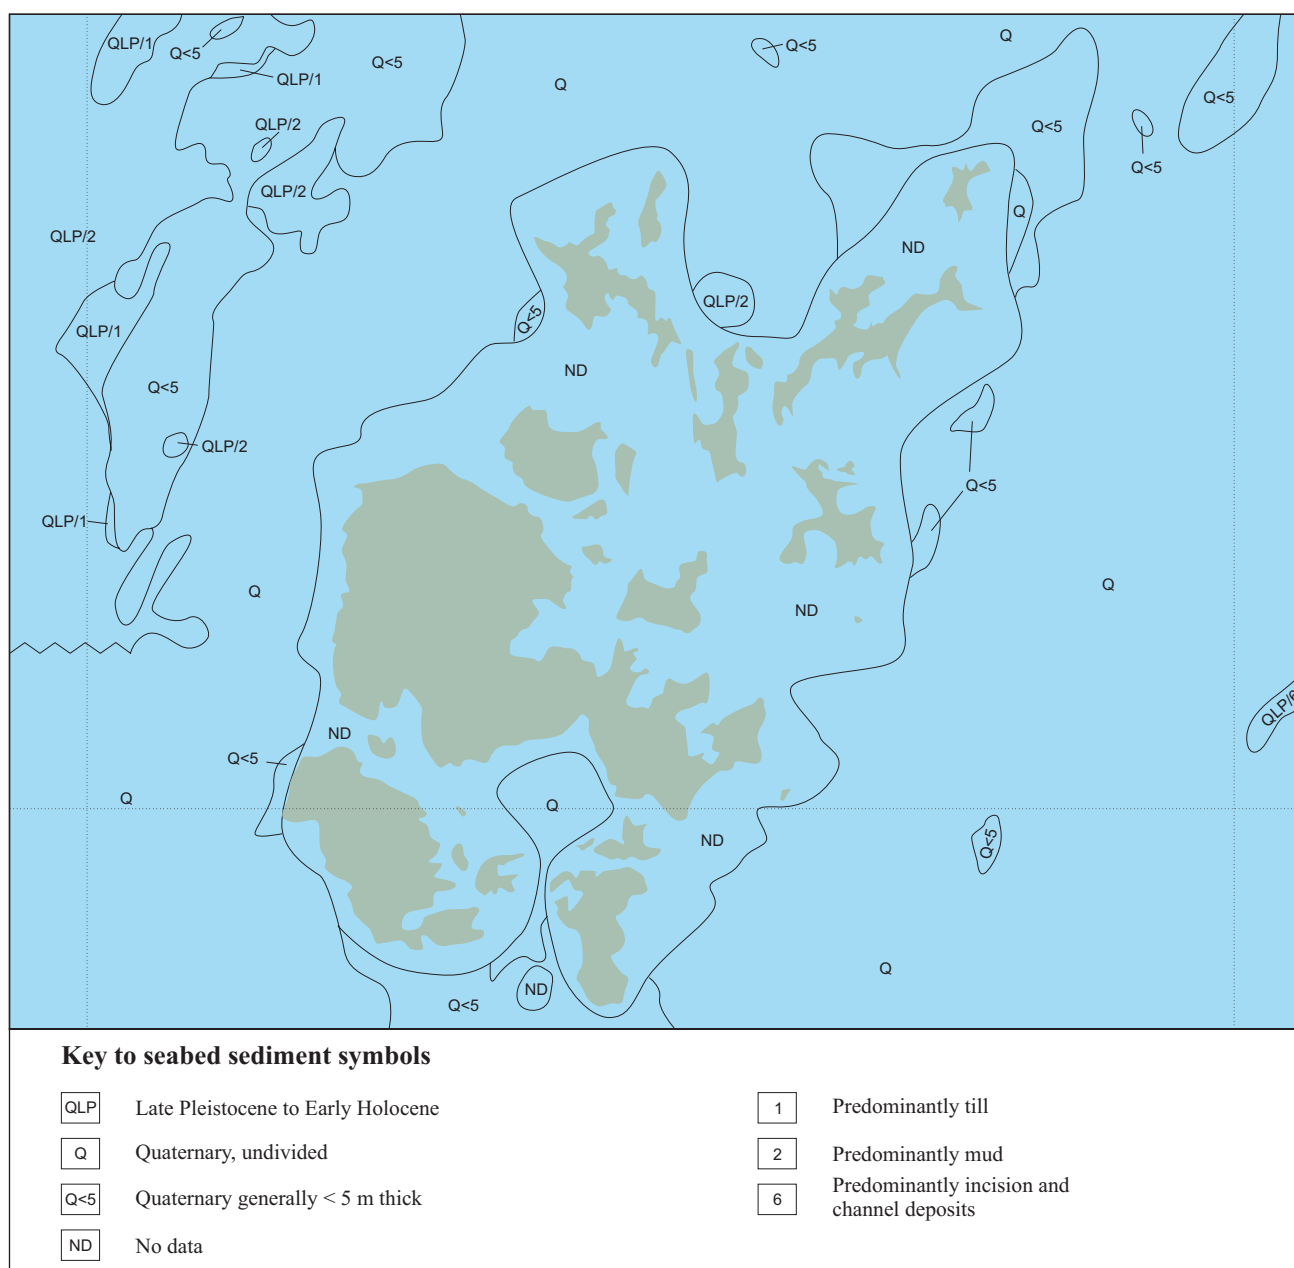 QLP/1
Q<5
Q<5
Q
Q<5
Q
QLP/1
Q<5
Q<5
QLP/2
Q<5
QLP/2
Q
QLP/2
ND
QLP/2
Q<5
QLP/1
ND
Q<5
QLP/2
Q<5
QLP/1
Q
Q
ND
QLP/6
ND
Q<5
Q
Q
ND
Q<5
Q
ND
Q<5
Key to seabed sediment symbols
QLP Late Pleistocene to Early Holocene
Q Quaternary, undivided
Q<5 Quaternary generally < 5 m thick
ND No data
1 Predominantly till
2 Predominantly mud
6 Predominantly incision and
channel deposits